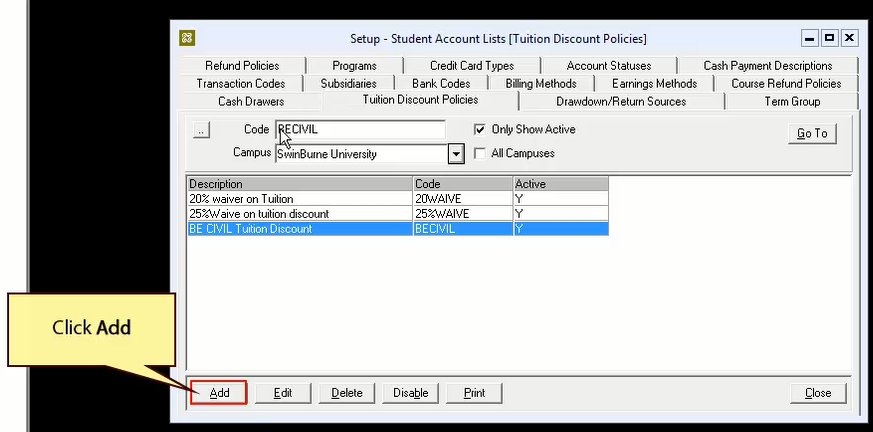 Setup - Student Account Lists [Tuition Discount Policies]
Refund Policies Programs Credit Card Types Account Statuses Cash Payment Descriptions
Transaction Codes Subsidiaries Bank Codes Billing Methods Earnings Methods Course Refund Policies
Cash Drawers Tuition Discount Policies Drawdown/Return Sources Term Group
.. Code BECIVIL Only Show Active Go To
Campus SwinBurne University All Campuses
Description Code Active
20% waiver on Tuition 20WAIVE Y
25%Waive on tuition discount 25%WAIVE Y
BE CIVIL Tuition Discount BECIVIL Y
Click Add
Add Edit Delete Disable Print Close